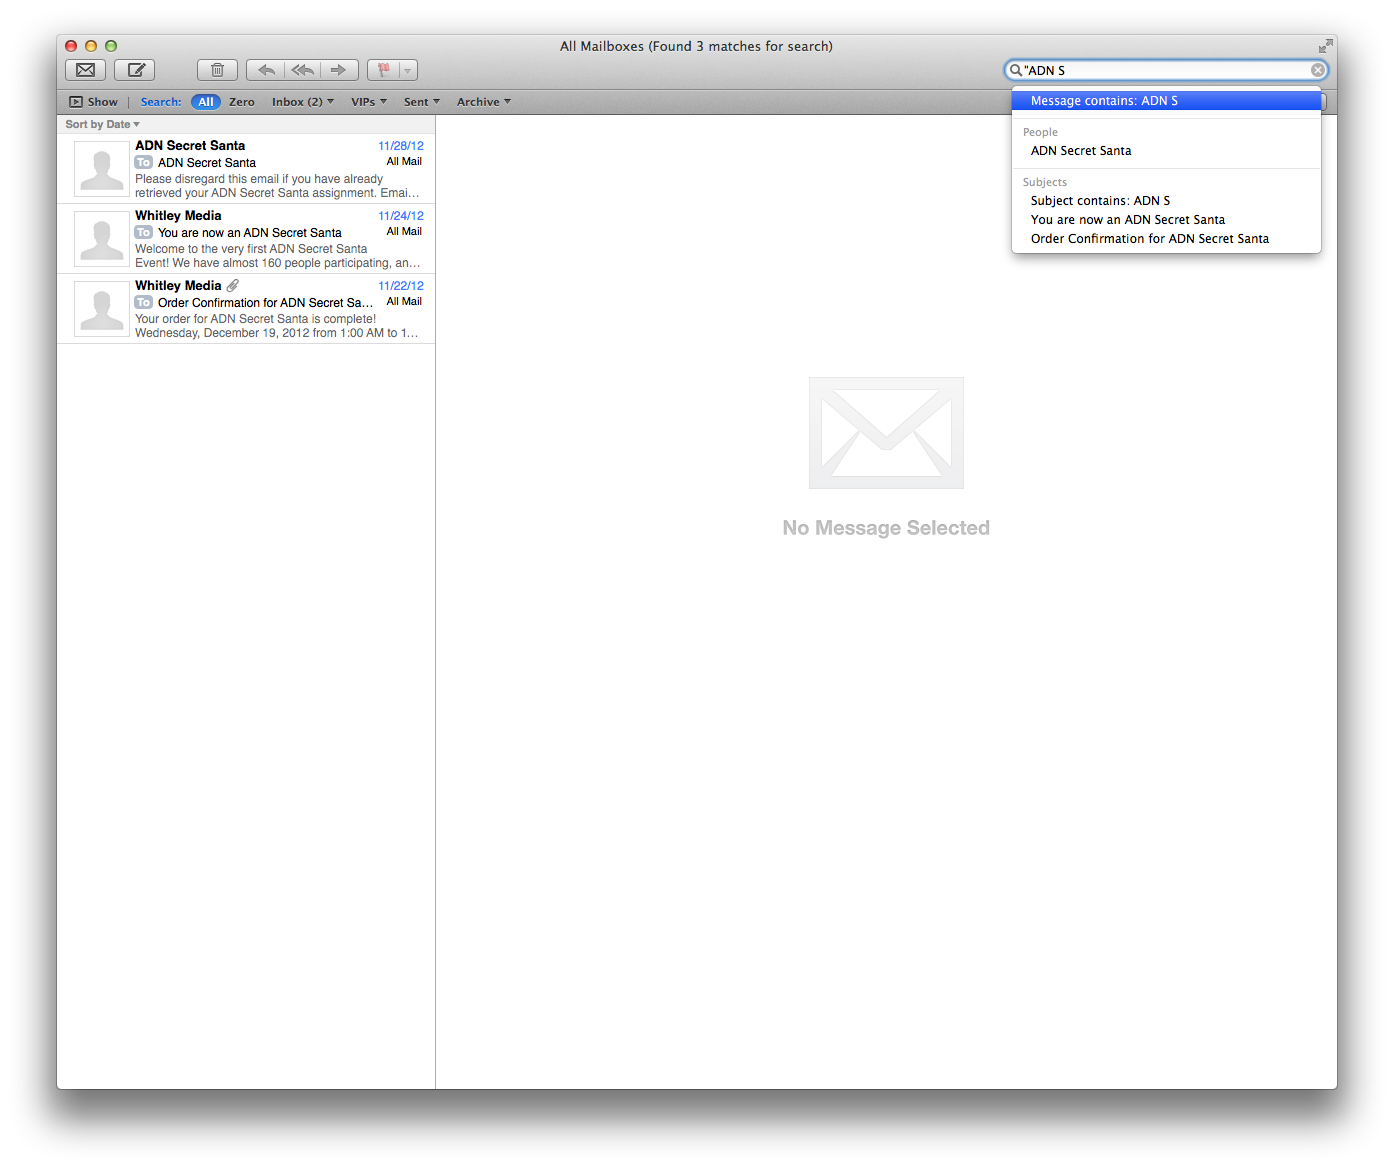 All Mailboxes (Found 3 matches for search)
"ADN S
Show | Search: All Zero Inbox (2) VIPs Sent Archive
Message contains: ADN S
People
ADN Secret Santa
Subjects
Subject contains: ADN S
You are now an ADN Secret Santa
Order Confirmation for ADN Secret Santa
Sort by Date
ADN Secret Santa 11/28/12
To ADN Secret Santa All Mail
Please disregard this email if you have already
retrieved your ADN Secret Santa assignment. Emai...
Whitley Media 11/24/12
To You are now an ADN Secret Santa All Mail
Welcome to the very first ADN Secret Santa
Event! We have almost 160 people participating, an...
Whitley Media 11/22/12
To Order Confirmation for ADN Secret Sa... All Mail
Your order for ADN Secret Santa is complete!
Wednesday, December 19, 2012 from 1:00 AM to 1...
No Message Selected